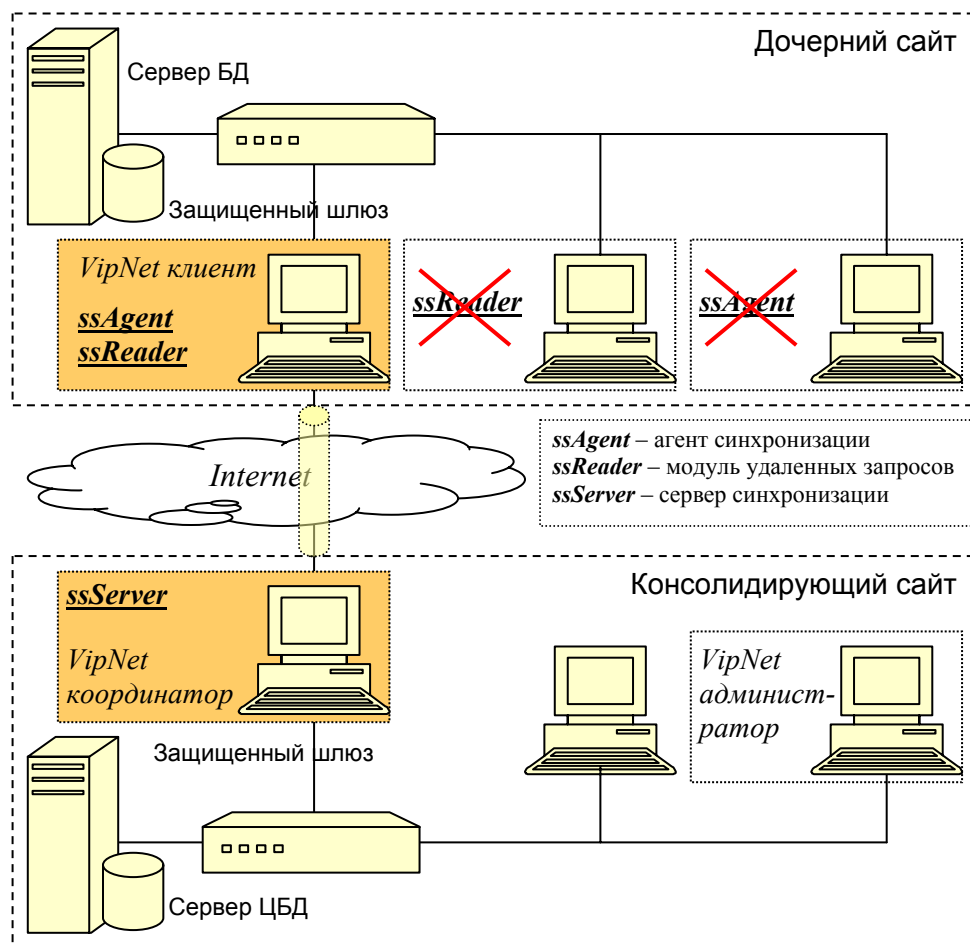 Дочерний сайт
Сервер БД
Защищенный шлюз
VipNet клиент
ssAgent
ssReader
ssReader
ssAgent
Internet
ssAgent – агент синхронизации
ssReader – модуль удаленных запросов
ssServer – сервер синхронизации
Консолидирующий сайт
ssServer
VipNet
координатор
VipNet
админист-
ратор
Защищенный шлюз
Сервер ЦБД